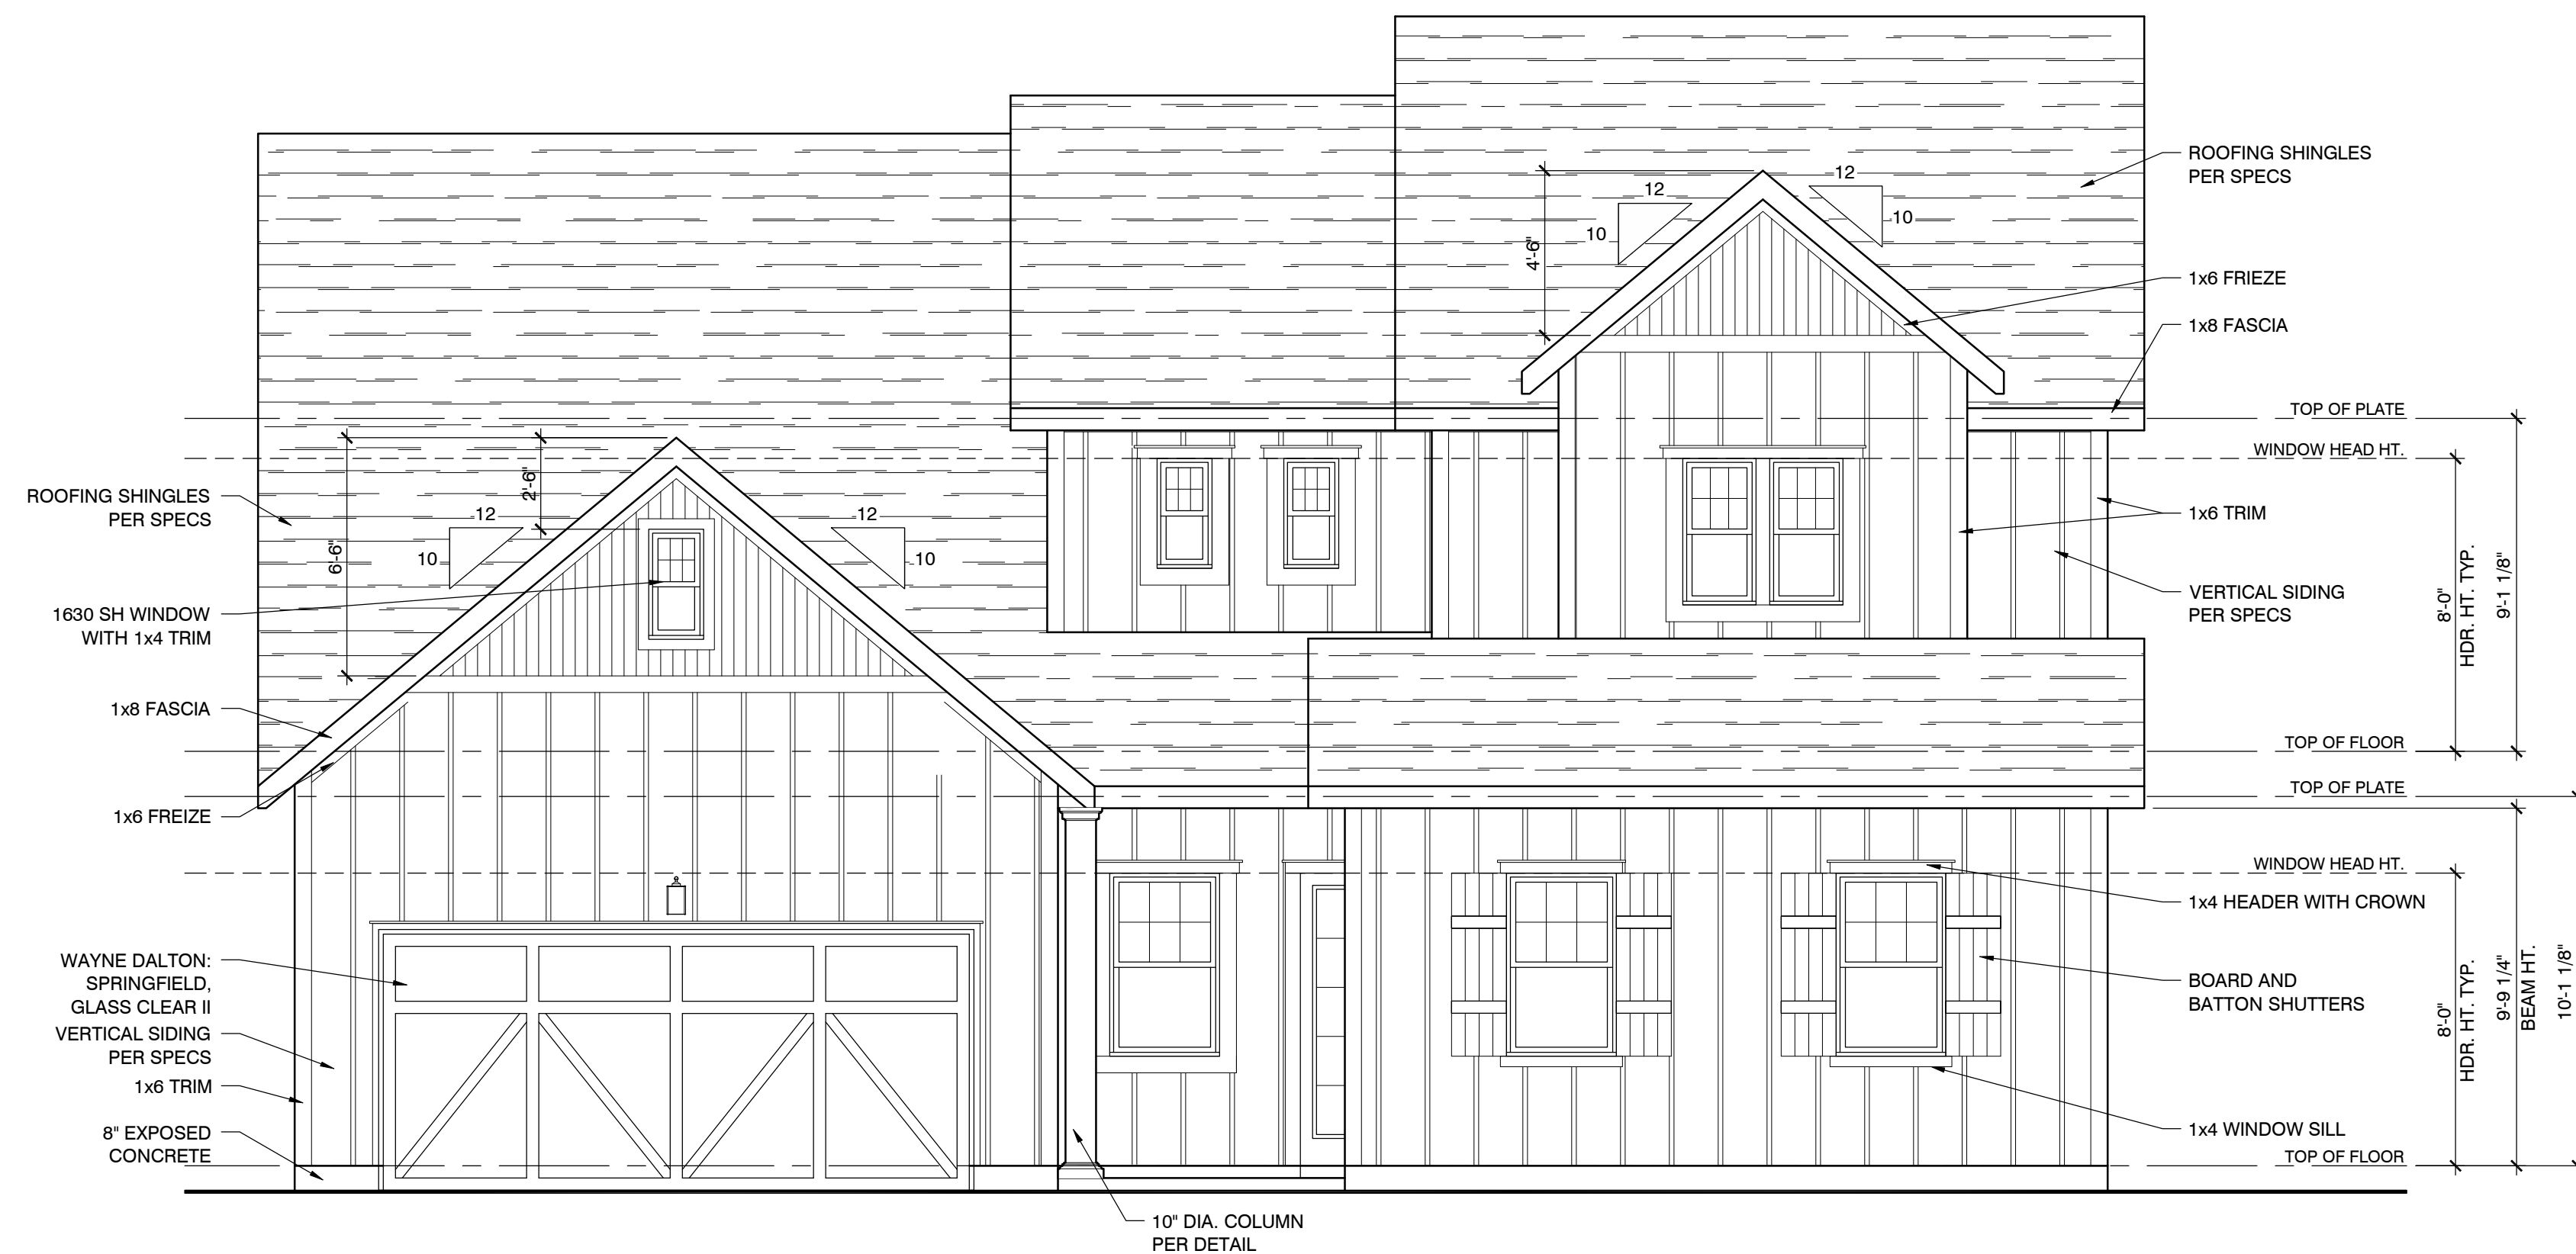 ROOFING SHINGLES
PER SPECS
12
10
12
10
4'-6"
1x6 FRIEZE
1x8 FASCIA
TOP OF PLATE
WINDOW HEAD HT.
ROOFING SHINGLES
PER SPECS
6'-6"
2'-6"
12
10
12
10
1x6 TRIM
VERTICAL SIDING
PER SPECS
8'-0"
HDR. HT. TYP.
9'-1 1/8"
1630 SH WINDOW
WITH 1x4 TRIM
1x8 FASCIA
TOP OF FLOOR
TOP OF PLATE
1x6 FREIZE
WINDOW HEAD HT.
1x4 HEADER WITH CROWN
WAYNE DALTON:
SPRINGFIELD,
GLASS CLEAR II
BOARD AND
BATTON SHUTTERS
8'-0"
HDR. HT. TYP.
9'-9 1/4"
BEAM HT.
10'-1 1/8"
VERTICAL SIDING
PER SPECS
1x6 TRIM
8" EXPOSED
CONCRETE
1x4 WINDOW SILL
TOP OF FLOOR
10" DIA. COLUMN
PER DETAIL